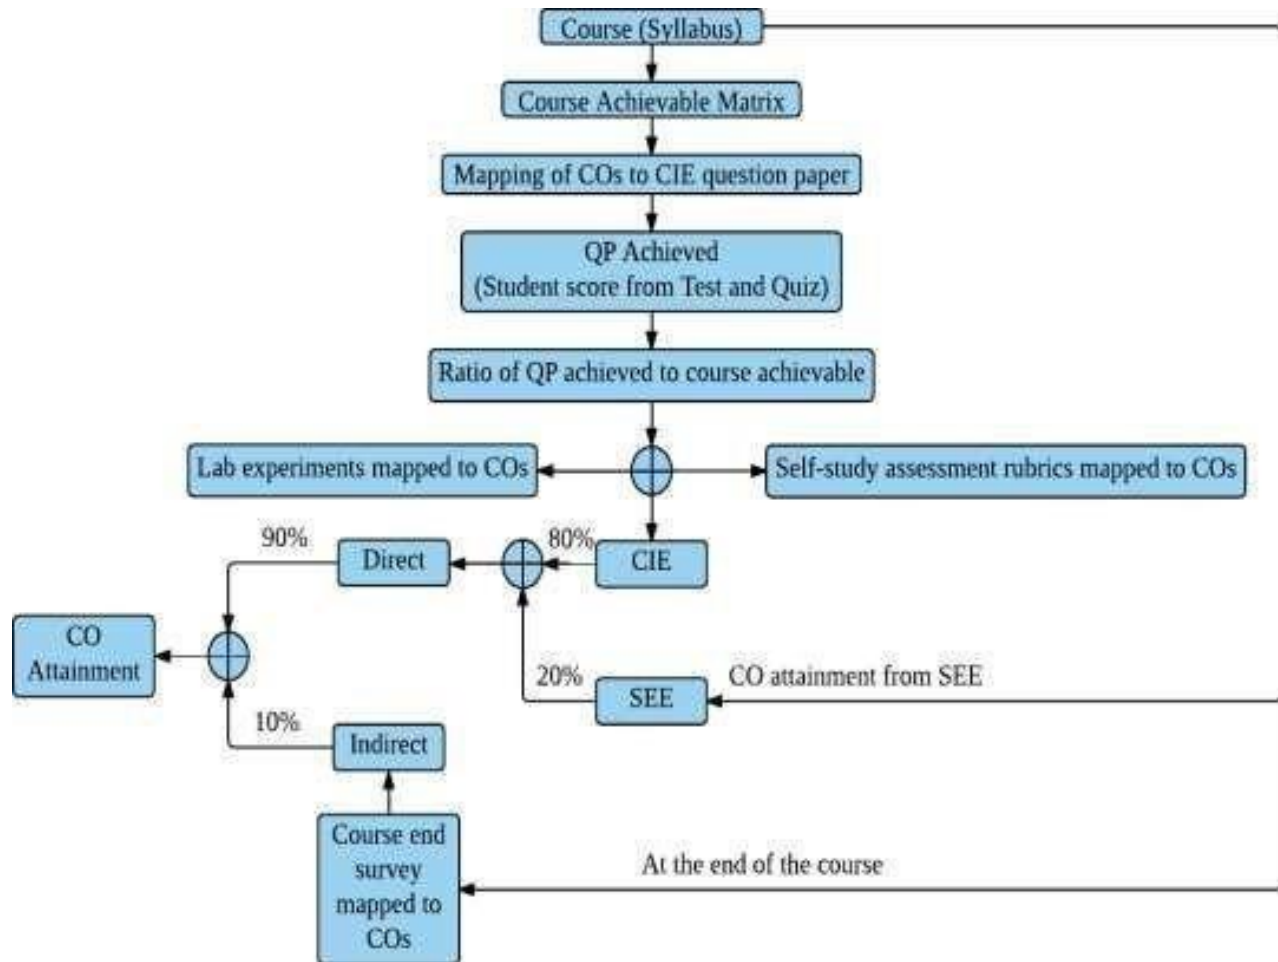 Course (Syllabus)
Course Achievable Matrix
Mapping of COs to CIE question paper
QP Achieved
(Student score from Test and Quiz)
Ratio of QP achieved to course achievable
Lab experiments mapped to COs
Self-study assessment rubrics mapped to COs
90%
Direct
80%
CIE
CO
Attainment
20%
SEE
CO attainment from SEE
10%
Indirect
Course end
survey
mapped to
COs
At the end of the course